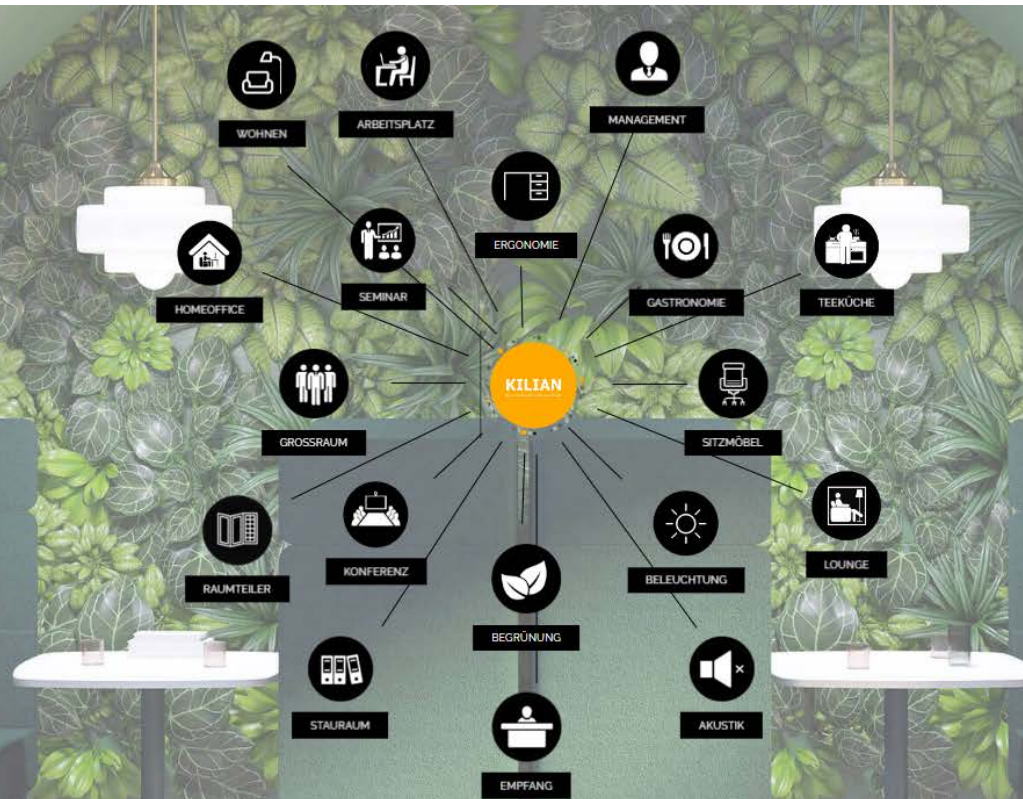 WOHNEN
ARBEITSPLATZ
MANAGEMENT
ERGONOMIE
HOMEOFFICE
SEMINAR
GASTRONOMIE
TEEKÜCHE
KILIAN
GROSSRAUM
SITZMÖBEL
RAUMTEILER
KONFERENZ
BELEUCHTUNG
LOUNGE
BEGRÜNUNG
STAURAUM
AKUSTIK
EMPFANG